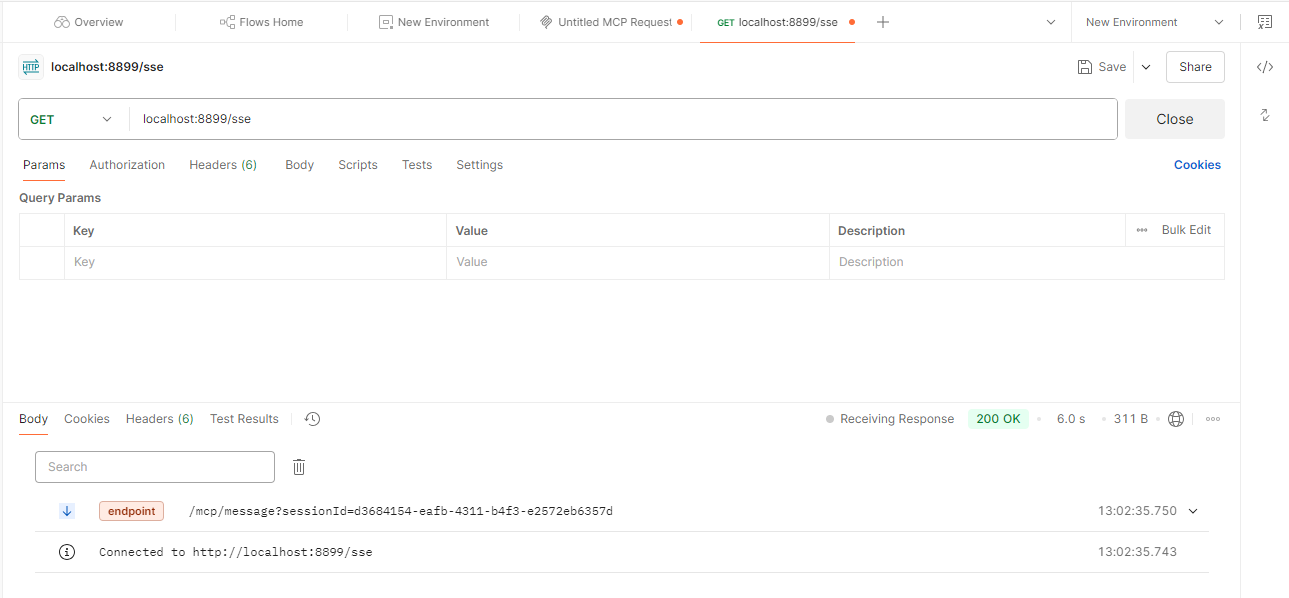 Overview Flows Home New Environment Untitled MCP Request GET localhost:8899/sse New Environment
HTTP localhost:8899/sse Save Share
GET localhost:8899/sse Close
Params Authorization Headers (6) Body Scripts Tests Settings Cookies
Query Params
Key Value Description Bulk Edit
Key Value Description
Body Cookies Headers (6) Test Results Receiving Response 200 OK 6.0 s 311 B
Search
endpoint /mcp/message?sessionId=d3684154-eafb-4311-b4f3-e2572eb6357d 13:02:35.750
Connected to http://localhost:8899/sse 13:02:35.743